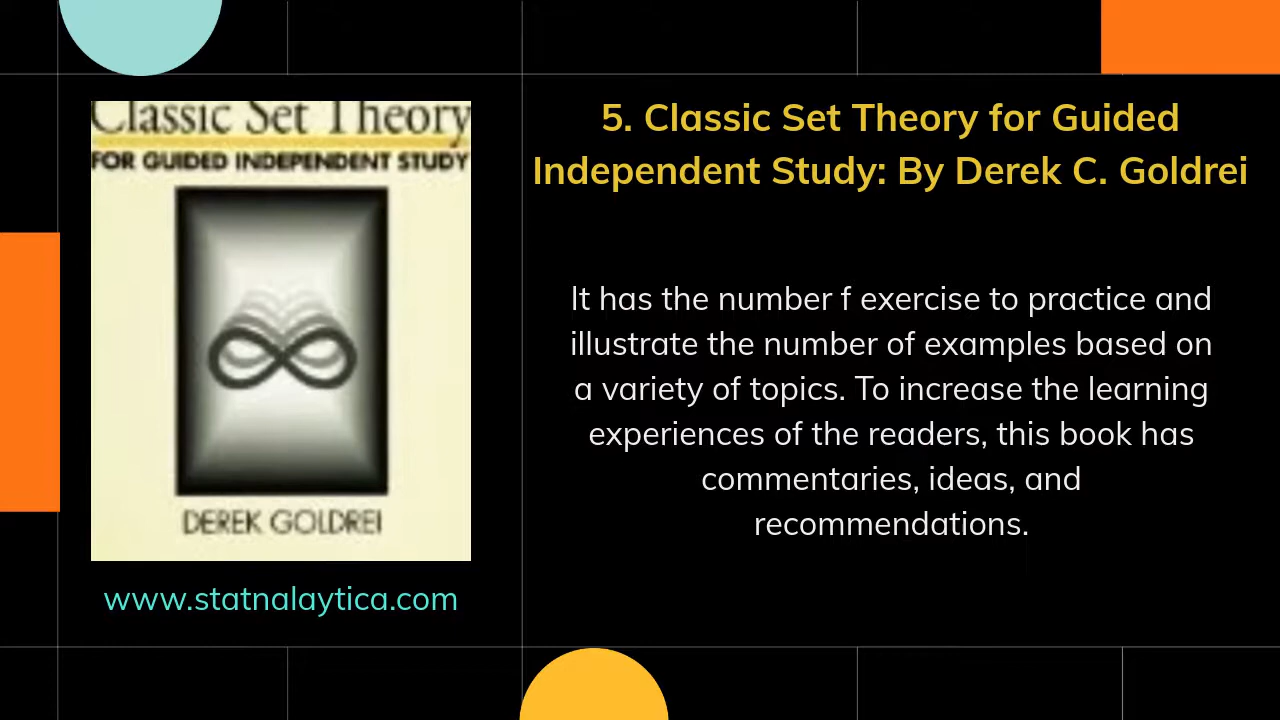 Classic Set Theory
FOR GUIDED INDEPENDENT STUDY
DEREK GOLDREI
www.statnalaytica.com
5. Classic Set Theory for Guided
Independent Study: By Derek C. Goldrei
It has the number f exercise to practice and
illustrate the number of examples based on
a variety of topics. To increase the learning
experiences of the readers, this book has
commentaries, ideas, and
recommendations.